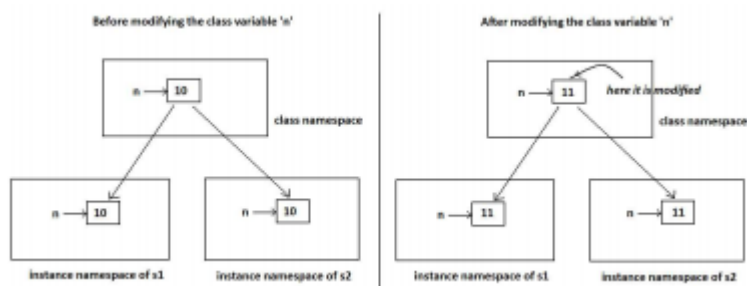 Before modifying the class variable 'n'
n
10
class namespace
n
10
instance namespace of s1
n
10
instance namespace of s2
After modifying the class variable 'n'
n
11
here it is modified
class namespace
n
11
instance namespace of s1
n
11
instance namespace of s2